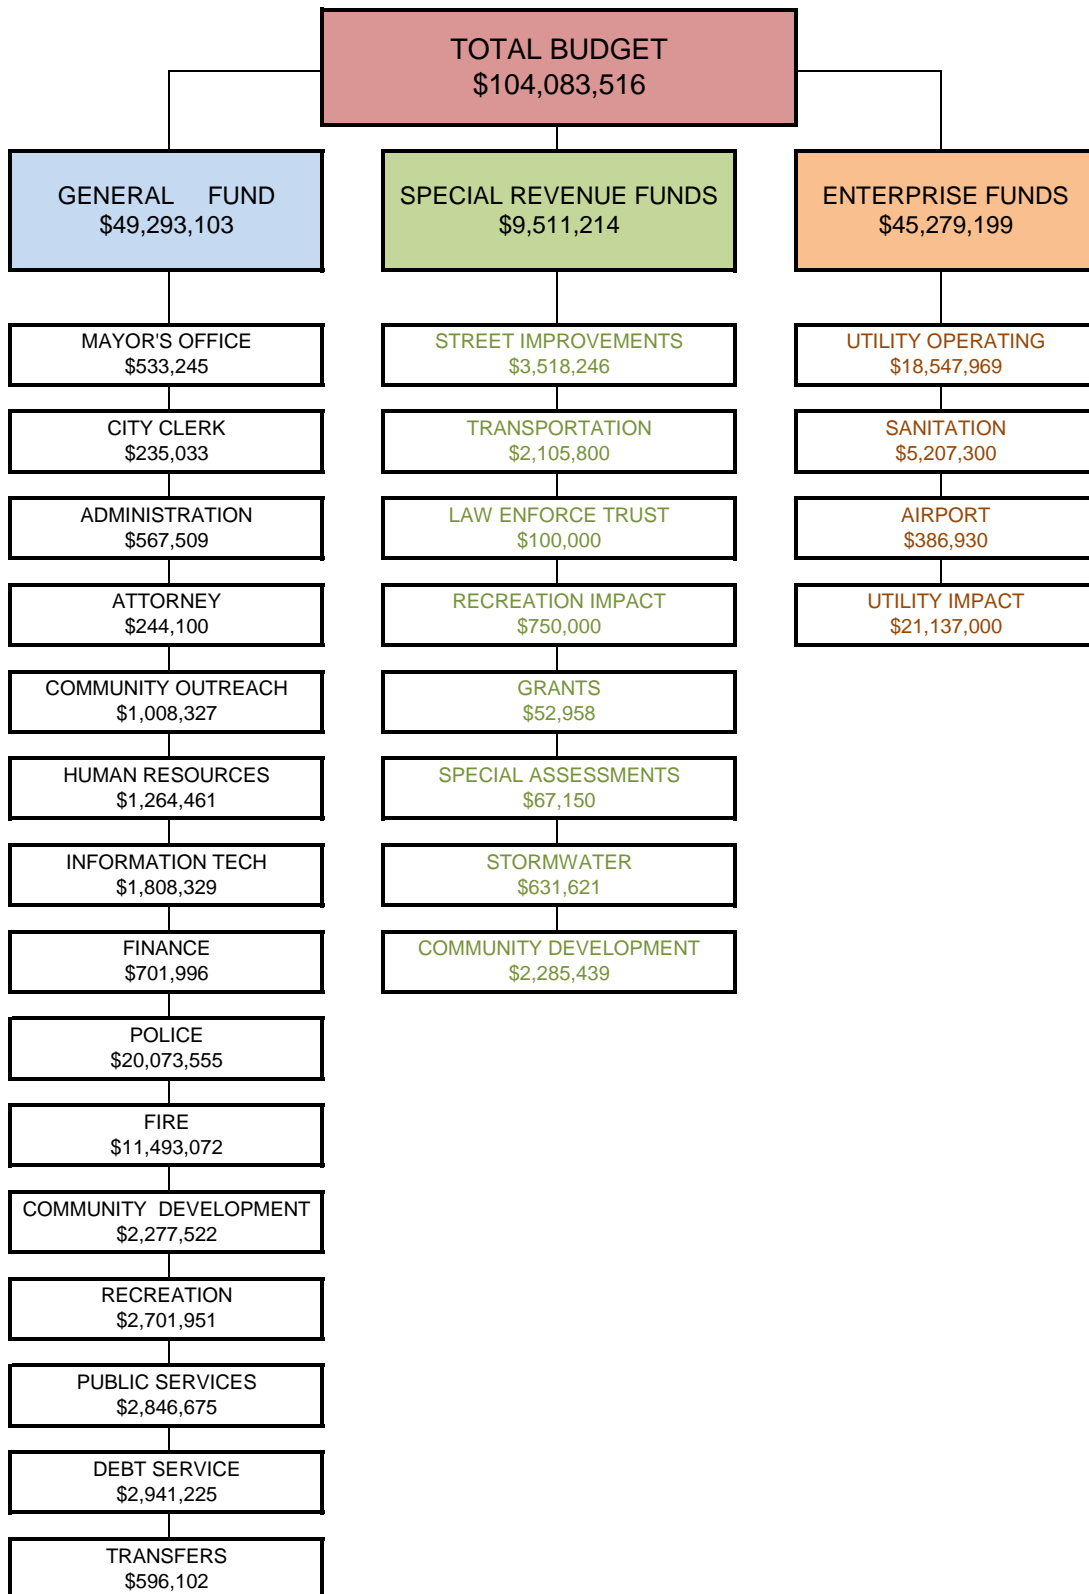 TOTAL BUDGET
$104,083,516
GENERAL FUND
$49,293,103
MAYOR'S OFFICE
$533,245
CITY CLERK
$235,033
ADMINISTRATION
$567,509
ATTORNEY
$244,100
COMMUNITY OUTREACH
$1,008,327
HUMAN RESOURCES
$1,264,461
INFORMATION TECH
$1,808,329
FINANCE
$701,996
POLICE
$20,073,555
FIRE
$11,493,072
COMMUNITY DEVELOPMENT
$2,277,522
RECREATION
$2,701,951
PUBLIC SERVICES
$2,846,675
DEBT SERVICE
$2,941,225
TRANSFERS
$596,102
SPECIAL REVENUE FUNDS
$9,511,214
STREET IMPROVEMENTS
$3,518,246
TRANSPORTATION
$2,105,800
LAW ENFORCE TRUST
$100,000
RECREATION IMPACT
$750,000
GRANTS
$52,958
SPECIAL ASSESSMENTS
$67,150
STORMWATER
$631,621
COMMUNITY DEVELOPMENT
$2,285,439
ENTERPRISE FUNDS
$45,279,199
UTILITY OPERATING
$18,547,969
SANITATION
$5,207,300
AIRPORT
$386,930
UTILITY IMPACT
$21,137,000